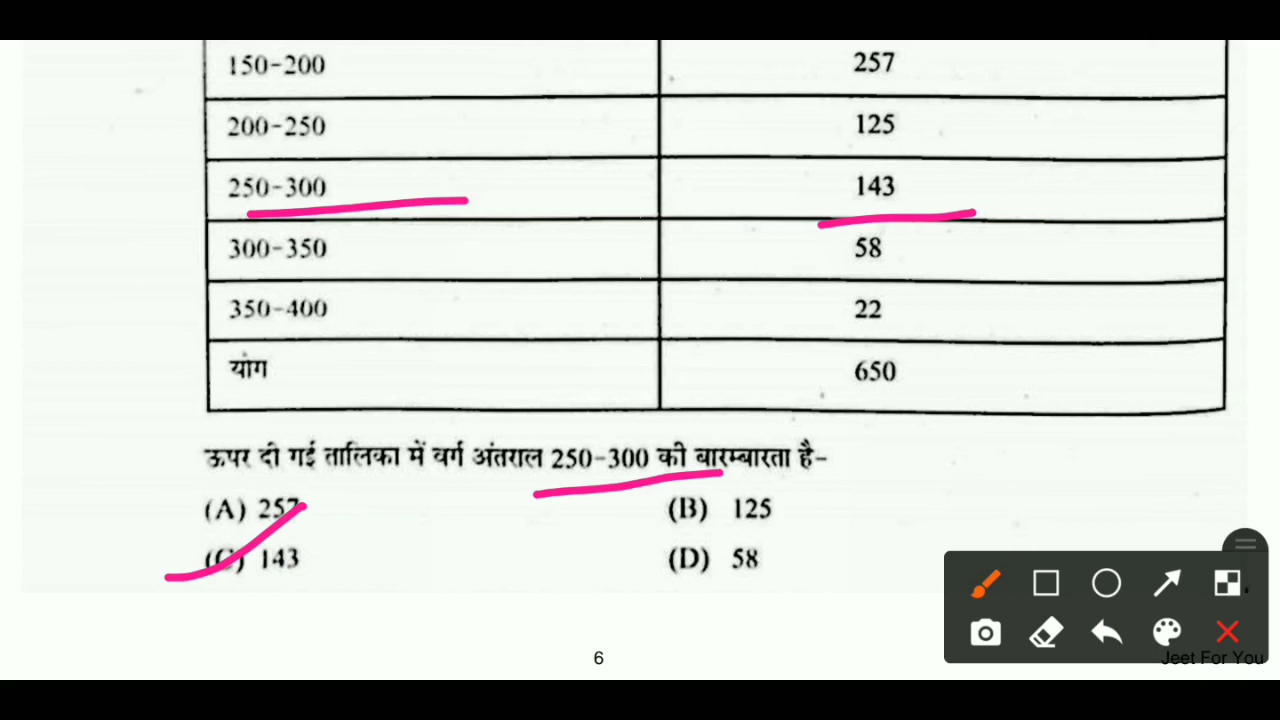 150-200 257
200-250 125
250-300 143
300-350 58
350-400 22
योग 650
ऊपर दी गई तालिका में वर्ग अंतराल 250-300 की बारम्बारता है-
(A) 257 (B) 125
(C) 143 (D) 58
6
Jeet For You